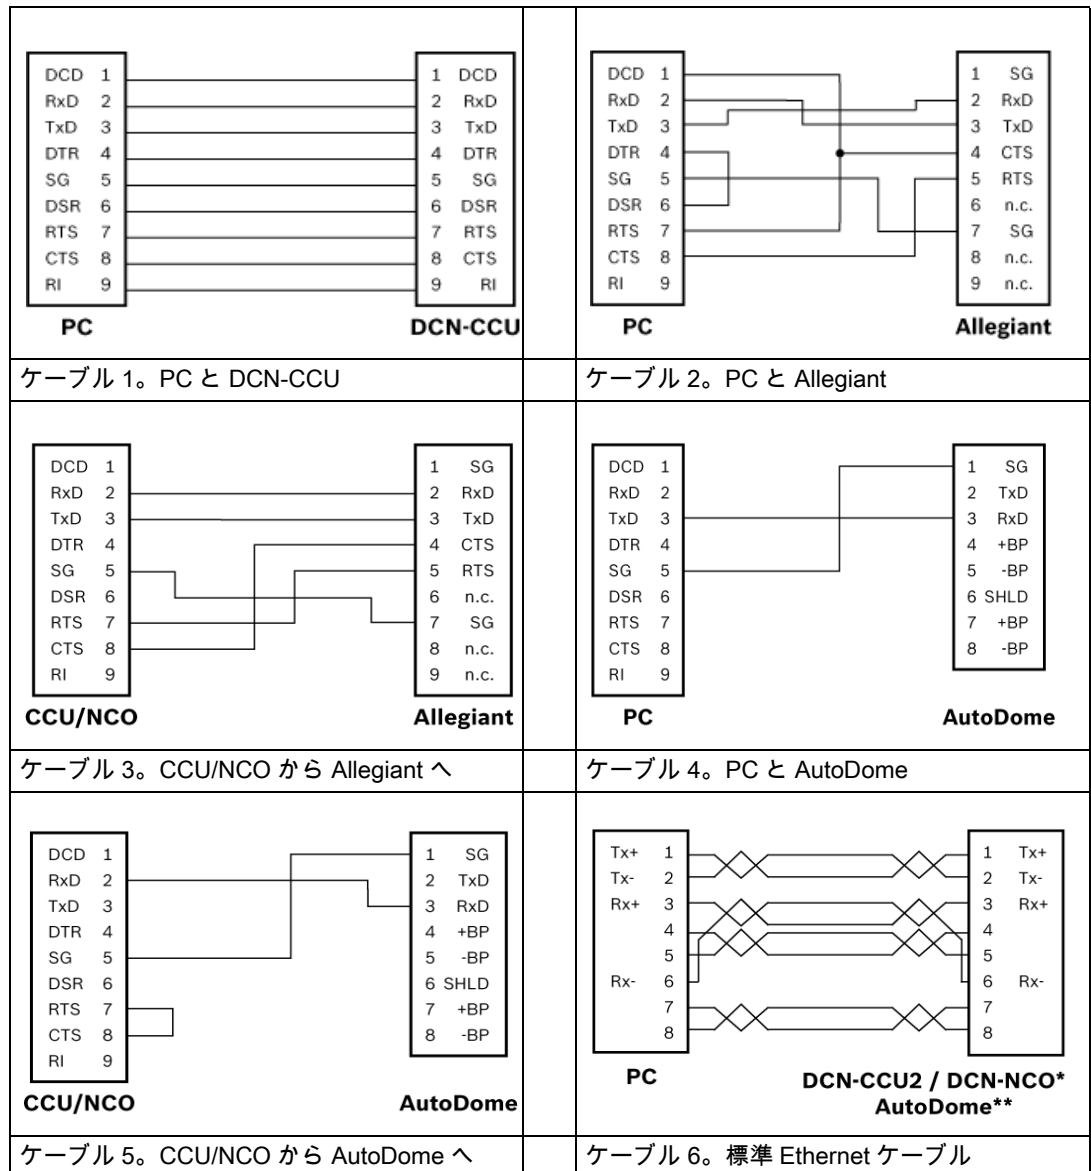 DCD 1 1 DCD
RxD 2 2 RxD
TxD 3 3 TxD
DTR 4 4 DTR
SG 5 5 SG
DSR 6 6 DSR
RTS 7 7 RTS
CTS 8 8 CTS
RI 9 9 RI
PC DCN-CCU
ケーブル 1。PC と DCN-CCU
DCD 1 1 SG
RxD 2 2 RxD
TxD 3 3 TxD
DTR 4 4 CTS
SG 5 5 RTS
DSR 6 6 n.c.
RTS 7 7 SG
CTS 8 8 n.c.
RI 9 9 n.c.
PC Allegiant
ケーブル 2。PC と Allegiant
DCD 1 1 SG
RxD 2 2 RxD
TxD 3 3 TxD
DTR 4 4 CTS
SG 5 5 RTS
DSR 6 6 n.c.
RTS 7 7 SG
CTS 8 8 n.c.
RI 9 9 n.c.
CCU/NCO Allegiant
ケーブル 3。CCU/NCO から Allegiant へ
DCD 1 1 SG
RxD 2 2 TxD
TxD 3 3 RxD
DTR 4 4 +BP
SG 5 5 -BP
DSR 6 6 SHLD
RTS 7 7 +BP
CTS 8 8 -BP
RI 9
PC AutoDome
ケーブル 4。PC と AutoDome
DCD 1 1 SG
RxD 2 2 TxD
TxD 3 3 RxD
DTR 4 4 +BP
SG 5 5 -BP
DSR 6 6 SHLD
RTS 7 7 +BP
CTS 8 8 -BP
RI 9
CCU/NCO AutoDome
ケーブル 5。CCU/NCO から AutoDome へ
Tx+ 1 1 Tx+
Tx- 2 2 Tx-
Rx+ 3 3 Rx+
4 4
5 5
Rx- 6 6 Rx-
7 7
8 8
PC DCN-CCU2 / DCN-NCO*
AutoDome**
ケーブル 6。標準 Ethernet ケーブル